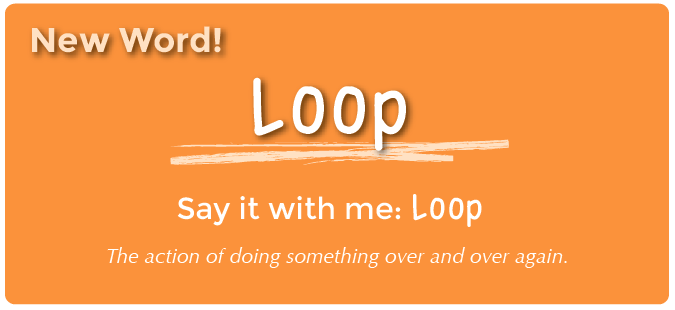 New Word!
Loop
Say it with me: Loop
The action of doing something over and over again.